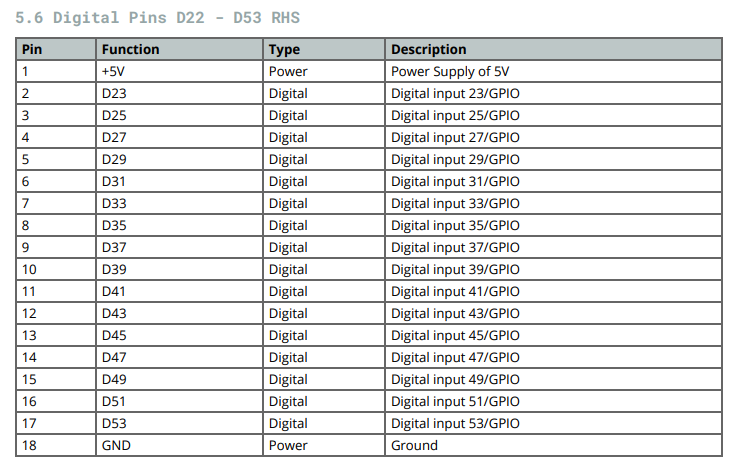 5.6 Digital Pins D22 - D53 RHS
Pin Function Type Description
1 +5V Power Power Supply of 5V
2 D23 Digital Digital input 23/GPIO
3 D25 Digital Digital input 25/GPIO
4 D27 Digital Digital input 27/GPIO
5 D29 Digital Digital input 29/GPIO
6 D31 Digital Digital input 31/GPIO
7 D33 Digital Digital input 33/GPIO
8 D35 Digital Digital input 35/GPIO
9 D37 Digital Digital input 37/GPIO
10 D39 Digital Digital input 39/GPIO
11 D41 Digital Digital input 41/GPIO
12 D43 Digital Digital input 43/GPIO
13 D45 Digital Digital input 45/GPIO
14 D47 Digital Digital input 47/GPIO
15 D49 Digital Digital input 49/GPIO
16 D51 Digital Digital input 51/GPIO
17 D53 Digital Digital input 53/GPIO
18 GND Power Ground